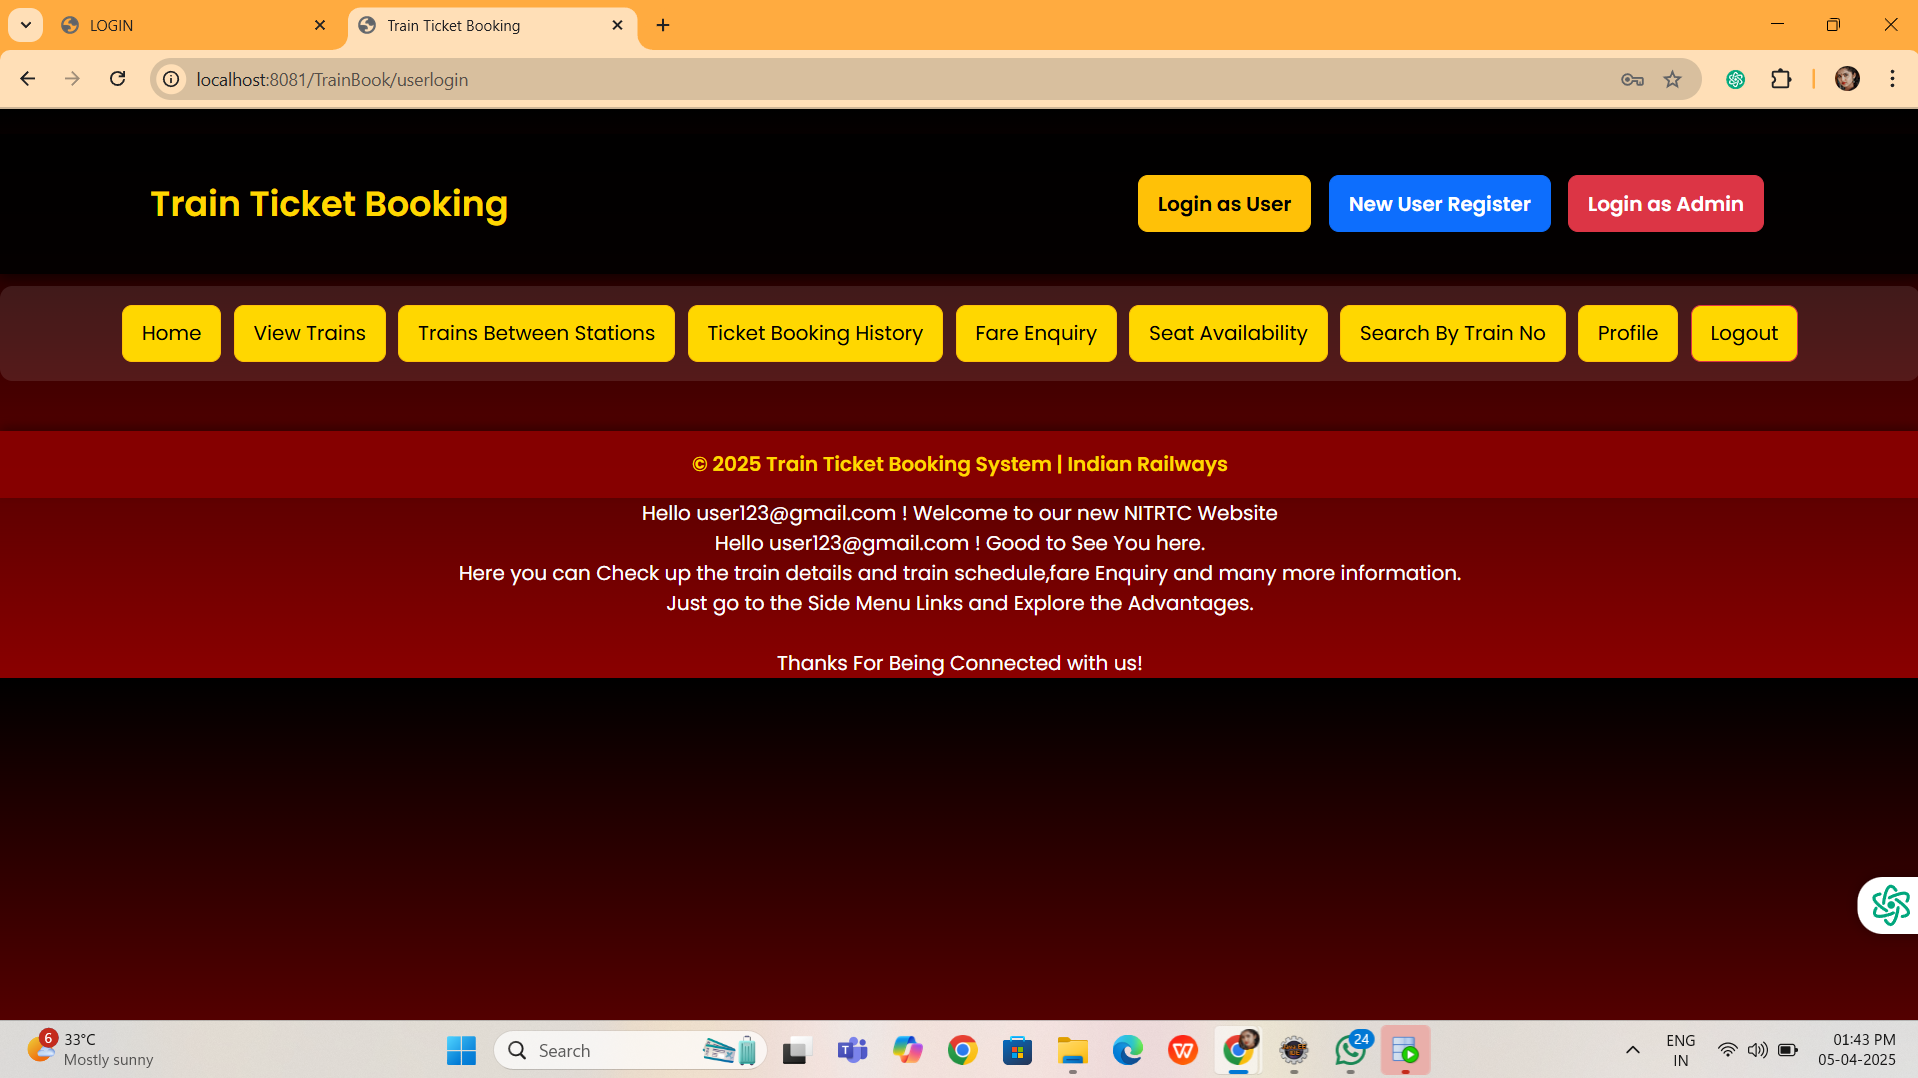 LOGIN
Train Ticket Booking
localhost:8081/TrainBook/userlogin
Train Ticket Booking
Login as User
New User Register
Login as Admin
Home
View Trains
Trains Between Stations
Ticket Booking History
Fare Enquiry
Seat Availability
Search By Train No
Profile
Logout
© 2025 Train Ticket Booking System | Indian Railways
Hello user123@gmail.com ! Welcome to our new NITRTC Website
Hello user123@gmail.com ! Good to See You here.
Here you can Check up the train details and train schedule,fare Enquiry and many more information.
Just go to the Side Menu Links and Explore the Advantages.
Thanks For Being Connected with us!
6
33°C
Mostly sunny
Search
24
ENG
IN
01:43 PM
05-04-2025